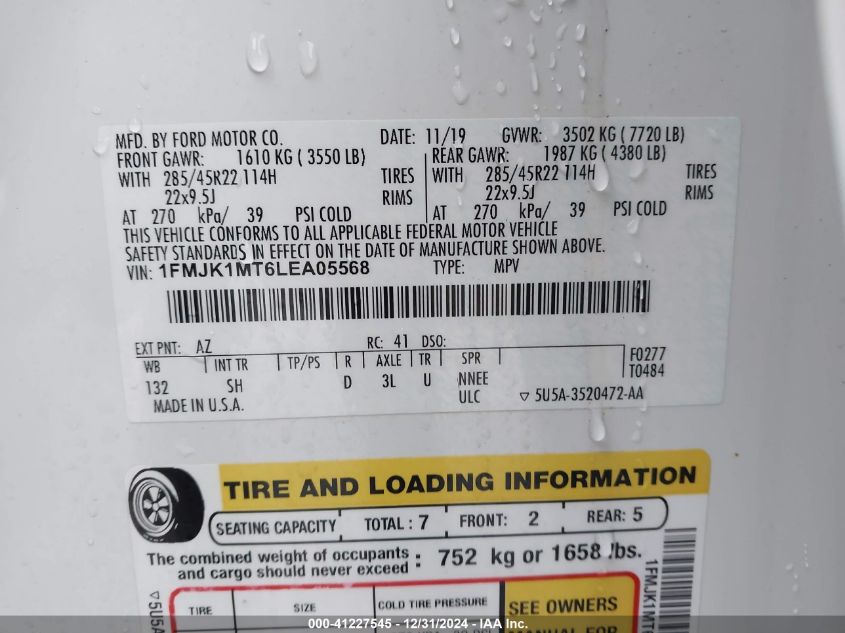 MFD. BY FORD MOTOR CO. DATE: 11/19 GVWR: 3502 KG ( 7720 LB)
FRONT GAWR: 1610 KG ( 3550 LB) REAR GAWR: 1987 KG ( 4380 LB)
WITH 285/45R22 114H TIRES WITH 285/45R22 114H TIRES
22x9.5J RIMS 22x9.5J RIMS
AT 270 kPa/ 39 PSI COLD AT 270 kPa/ 39 PSI COLD
THIS VEHICLE CONFORMS TO ALL APPLICABLE FEDERAL MOTOR VEHICLE
SAFETY STANDARDS IN EFFECT ON THE DATE OF MANUFACTURE SHOWN ABOVE.
VIN: 1FMJK1MT6LEA05568 TYPE: MPV
EXT PNT: AZ RC: 41 DSO:
WB INT TR TP/PS R AXLE TR SPR F0277
132 SH D 3L U NNEE T0484
ULC ▽ 5U5A-3520472-AA
MADE IN U.S.A.
TIRE AND LOADING INFORMATION
SEATING CAPACITY TOTAL : 7 FRONT: 2 REAR: 5
The combined weight of occupants
and cargo should never exceed : 752 kg or 1658 lbs.
TIRE SIZE COLD TIRE PRESSURE SEE OWNERS
MANUAL FOR
▽5U5A
1FMJK1MT
000-41227545 - 12/31/2024 - IAA Inc.